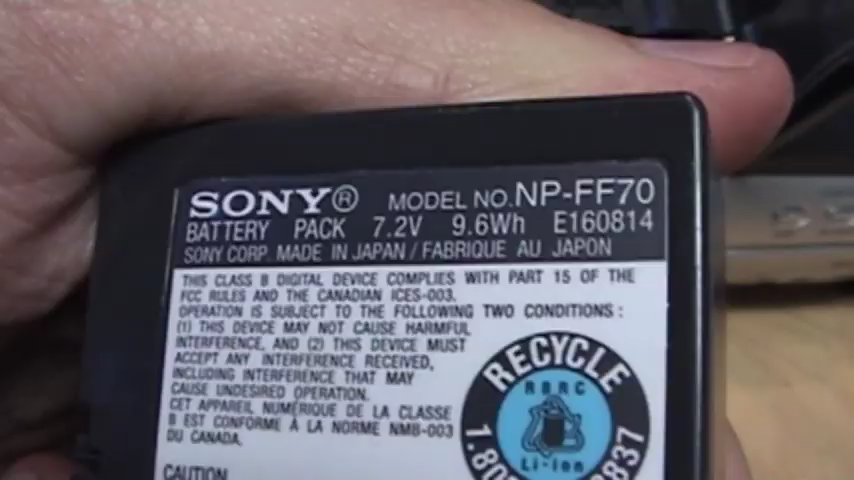 SONY® MODEL NO. NP-FF70
BATTERY PACK 7.2V 9.6Wh E160814
SONY CORP. MADE IN JAPAN / FABRIQUE AU JAPON
THIS CLASS B DIGITAL DEVICE COMPLIES WITH PART 15 OF THE
FCC RULES AND THE CANADIAN ICES-003.
OPERATION IS SUBJECT TO THE FOLLOWING TWO CONDITIONS :
(1) THIS DEVICE MAY NOT CAUSE HARMFUL
INTERFERENCE, AND (2) THIS DEVICE MUST
ACCEPT ANY INTERFERENCE RECEIVED,
INCLUDING INTERFERENCE THAT MAY
CAUSE UNDESIRED OPERATION.
CET APPAREIL NUMÉRIQUE DE LA CLASSE
B EST CONFORME À LA NORME NMB-003
DU CANADA.
CAUTION
RECYCLE
RBRC
Li-ion